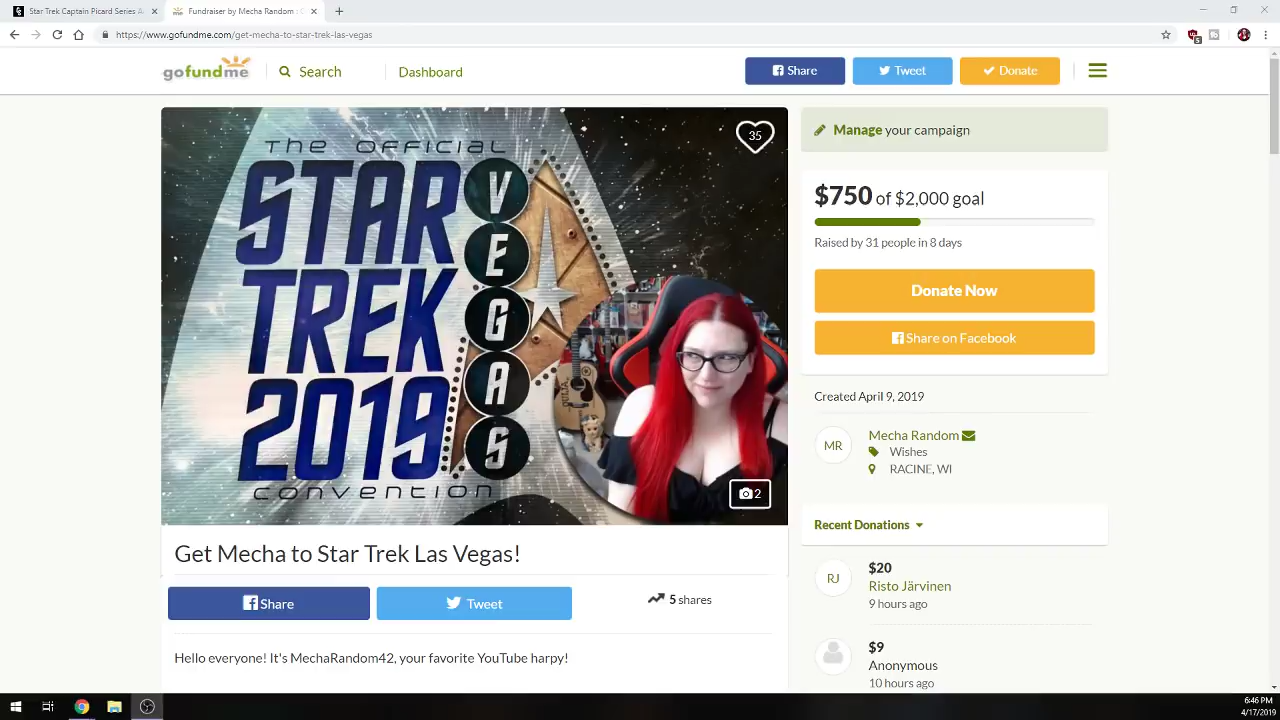 Star Trek Captain Picard Series A
Fundraiser by Mecha Random : G
https://www.gofundme.com/get-mecha-to-star-trek-las-vegas
5
gofundme
Search
Dashboard
Share
Tweet
Donate
THE OFFICIAL
STAR
TREK
2019
VEGAS
CONVENTION
OUIJA
35
2
Manage your campaign
$750 of $2,000 goal
Raised by 31 people in 8 days
Donate Now
Share on Facebook
Created April 9, 2019
MR
Mecha Random
Wishes
RACINE, WI
Recent Donations
RJ
$20
Risto Järvinen
9 hours ago
$9
Anonymous
10 hours ago
Get Mecha to Star Trek Las Vegas!
Share
Tweet
5 shares
Hello everyone! It's MechaRandom42, your favorite YouTube harpy!
6:46 PM
4/17/2019